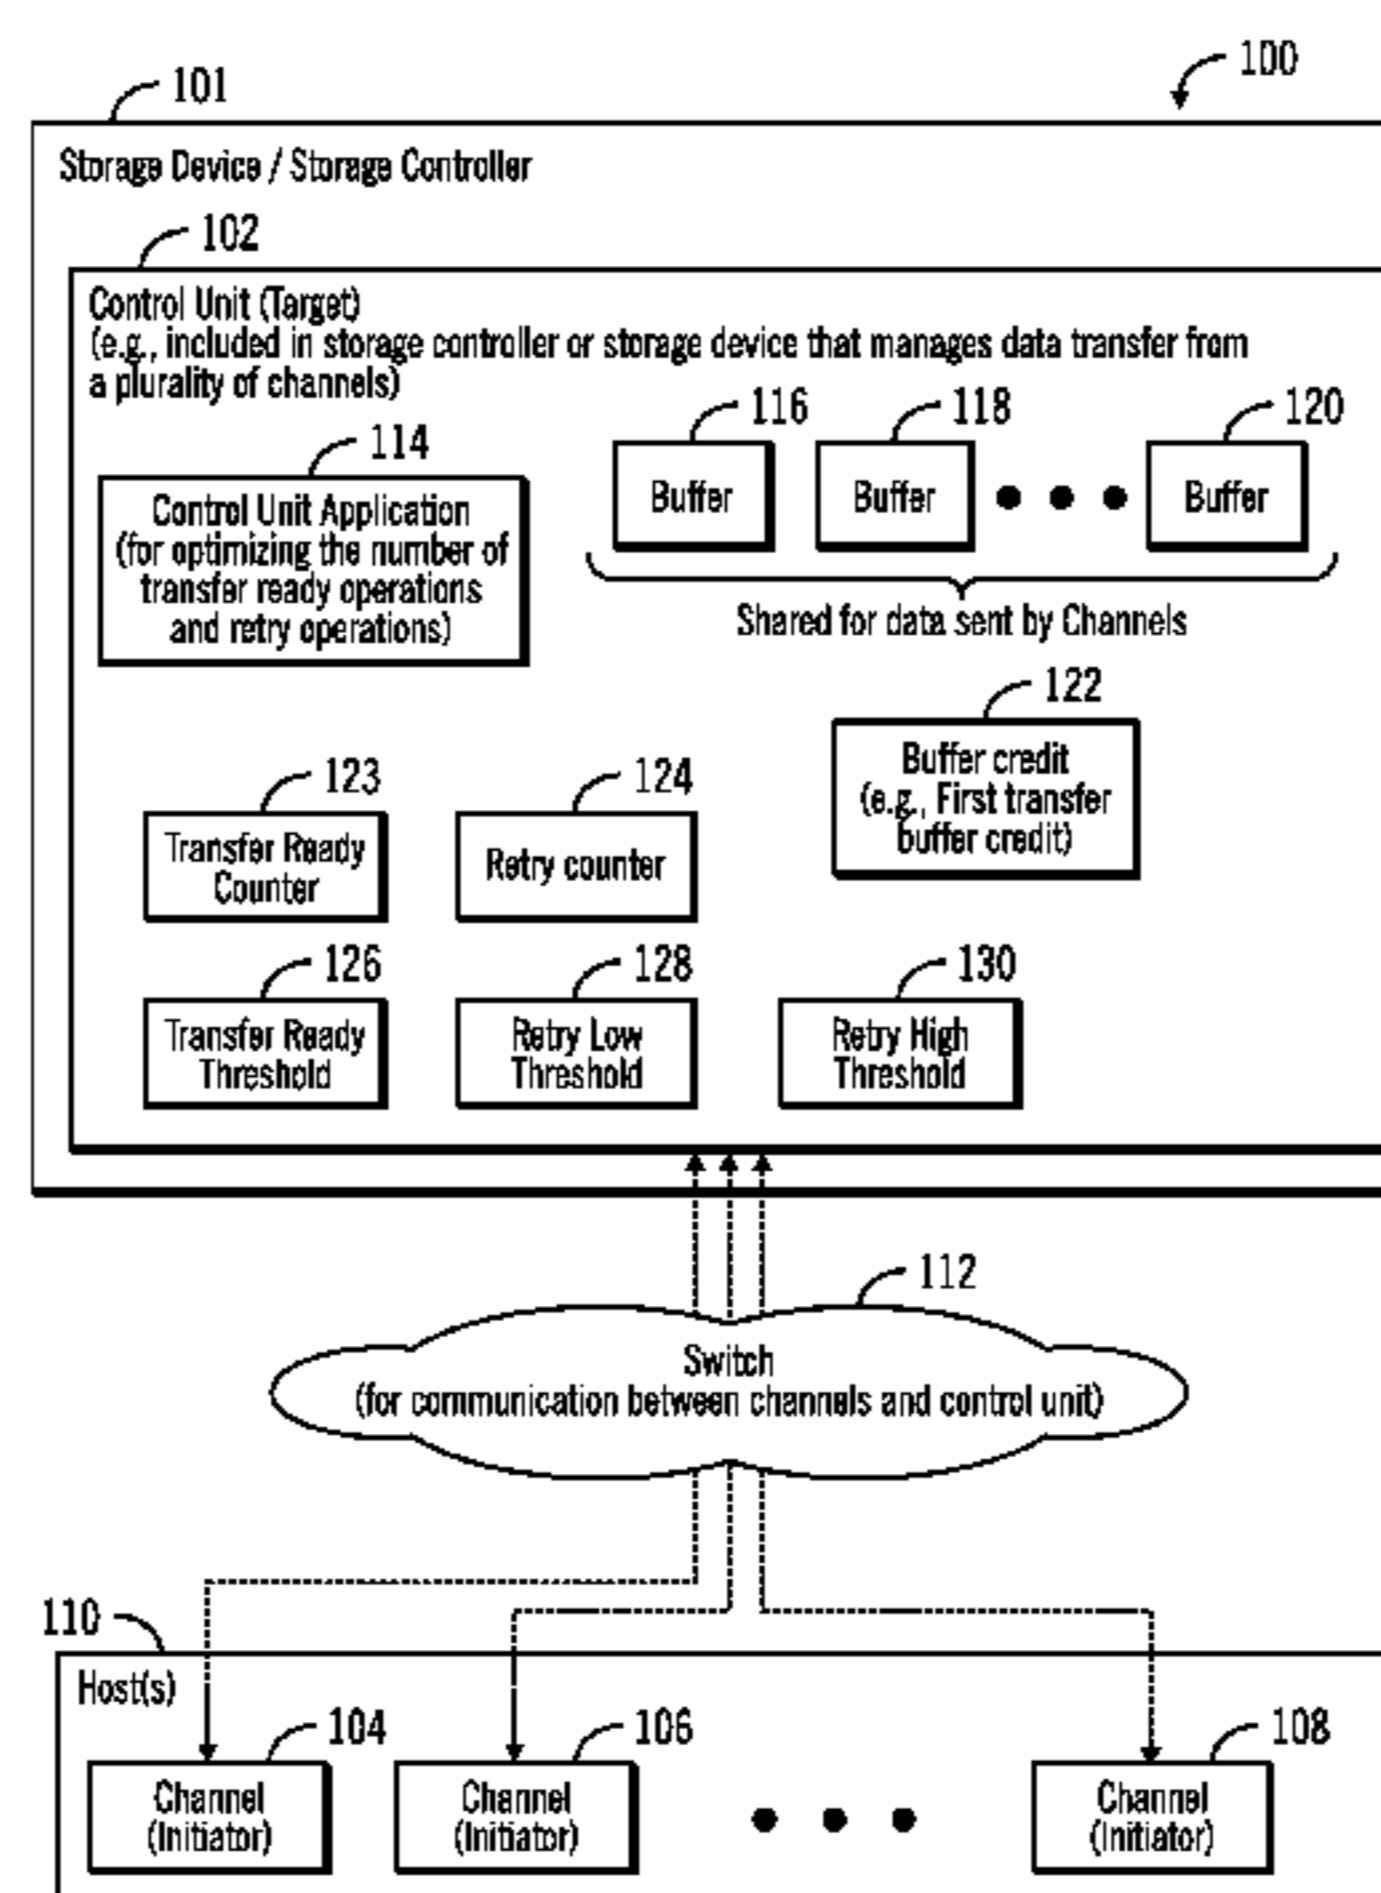 100
101
Storage Device / Storage Controller
102
Control Unit (Target)
(e.g., included in storage controller or storage device that manages data transfer from
a plurality of channels)
114
116
118
120
Control Unit Application
(for optimizing the number of
transfer ready operations
and retry operations)
Buffer
Buffer
Buffer
Shared for data sent by Channels
122
Buffer credit
(e.g., First transfer
buffer credit)
123
Transfer Ready
Counter
124
Retry counter
126
Transfer Ready
Threshold
128
Retry Low
Threshold
130
Retry High
Threshold
112
Switch
(for communication between channels and control unit)
110
Host(s)
104
Channel
(Initiator)
106
Channel
(Initiator)
108
Channel
(Initiator)